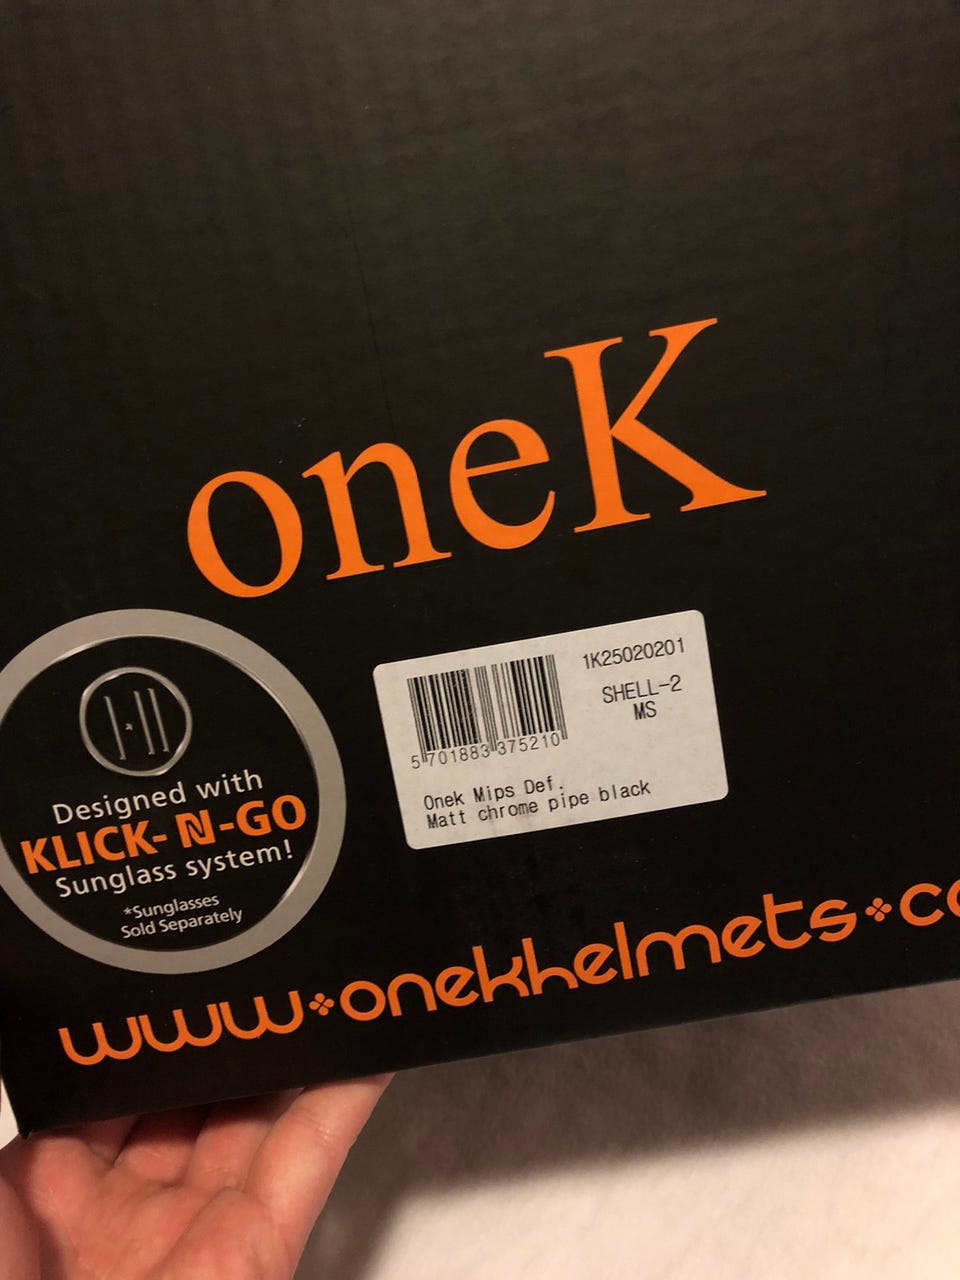 oneK
1K25020201
SHELL-2
MS
5 701883 375210
Onek Mips Def.
Matt chrome pipe black
Designed with
KLICK-N-GO
Sunglass system!
*Sunglasses
Sold Separately
www.onekhelmets.co